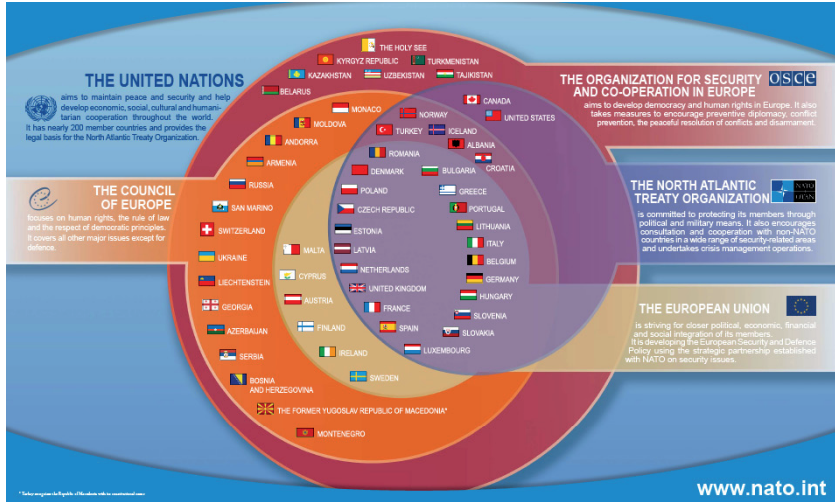 THE UNITED NATIONS
aims to maintain peace and security and help
develop economic, social, cultural and humani-
tarian cooperation throughout the world.
It has nearly 200 member countries and provides the
legal basis for the North Atlantic Treaty Organization.
THE COUNCIL
OF EUROPE
focuses on human rights, the rule of law
and the respect of democratic principles.
It covers all other major issues except for
defence.
THE HOLY SEE
KYRGYZ REPUBLIC
TURKMENISTAN
KAZAKHSTAN
UZBEKISTAN
TAJIKISTAN
BELARUS
MONACO
MOLDOVA
ANDORRA
ARMENIA
RUSSIA
SAN MARINO
SWITZERLAND
UKRAINE
LIECHTENSTEIN
GEORGIA
AZERBAIJAN
SERBIA
BOSNIA
AND HERZEGOVINA
THE FORMER YUGOSLAV REPUBLIC OF MACEDONIA*
MONTENEGRO
MALTA
CYPRUS
AUSTRIA
FINLAND
IRELAND
SWEDEN
CANADA
UNITED STATES
NORWAY
TURKEY
ICELAND
ALBANIA
CROATIA
ROMANIA
DENMARK
BULGARIA
POLAND
GREECE
CZECH REPUBLIC
PORTUGAL
ESTONIA
LITHUANIA
LATVIA
ITALY
NETHERLANDS
BELGIUM
UNITED KINGDOM
GERMANY
FRANCE
HUNGARY
SPAIN
SLOVENIA
SLOVAKIA
LUXEMBOURG
THE ORGANIZATION FOR SECURITY
AND CO-OPERATION IN EUROPE
osce
aims to develop democracy and human rights in Europe. It also
takes measures to encourage preventive diplomacy, conflict
prevention, the peaceful resolution of conflicts and disarmament.
THE NORTH ATLANTIC
TREATY ORGANIZATION
NATO
OTAN
is committed to protecting its members through
political and military means. It also encourages
consultation and cooperation with non-NATO
countries in a wide range of security-related areas
and undertakes crisis management operations.
THE EUROPEAN UNION
is striving for closer political, economic, financial
and social integration of its members.
It is developing the European Security and Defence
Policy using the strategic partnership established
with NATO on security issues.
* Turkey recognises the Republic of Macedonia with its constitutional name
www.nato.int